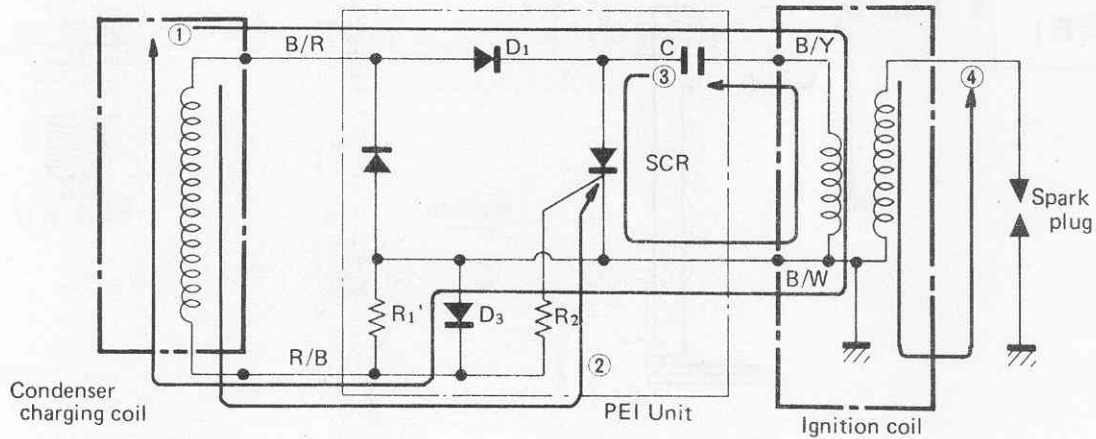 ①
B/R
D1
C
B/Y
③
④
SCR
Spark
plug
B/W
R1'
D3
R2
R/B
②
Condenser
charging coil
PEI Unit
Ignition coil